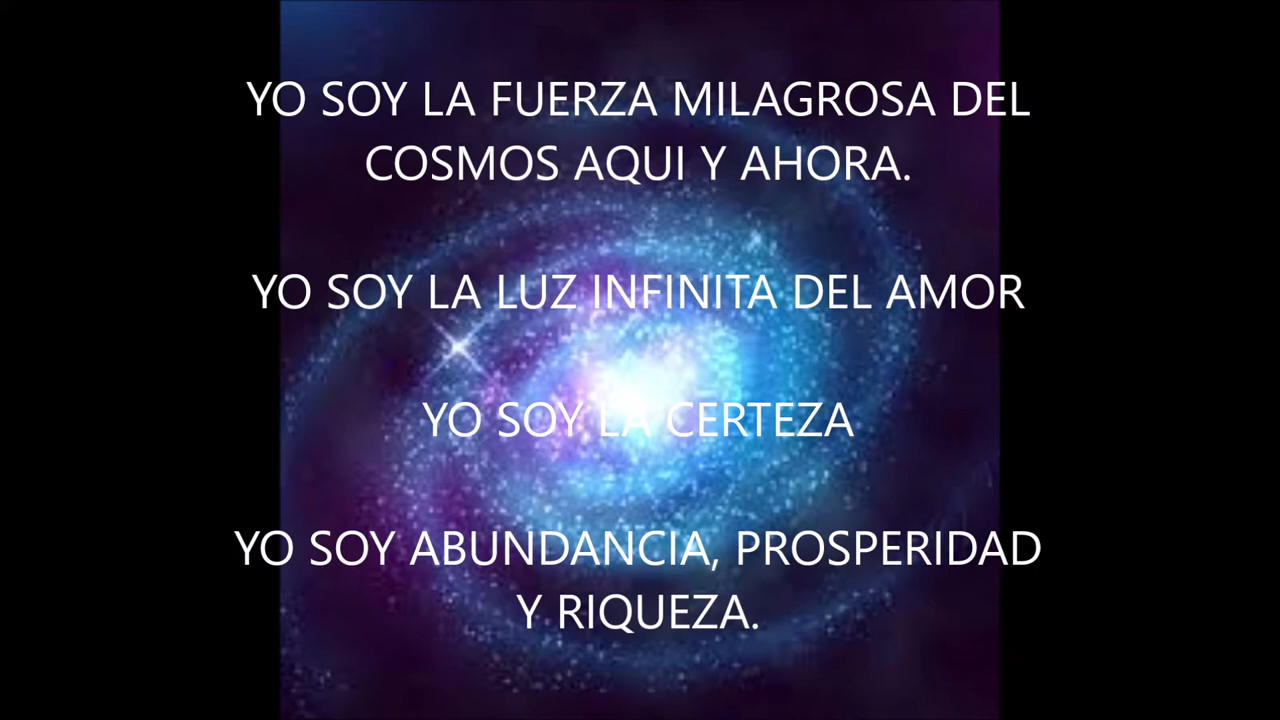 YO SOY LA FUERZA MILAGROSA DEL
COSMOS AQUI Y AHORA.
YO SOY LA LUZ INFINITA DEL AMOR
YO SOY LA CERTEZA
YO SOY ABUNDANCIA, PROSPERIDAD
Y RIQUEZA.